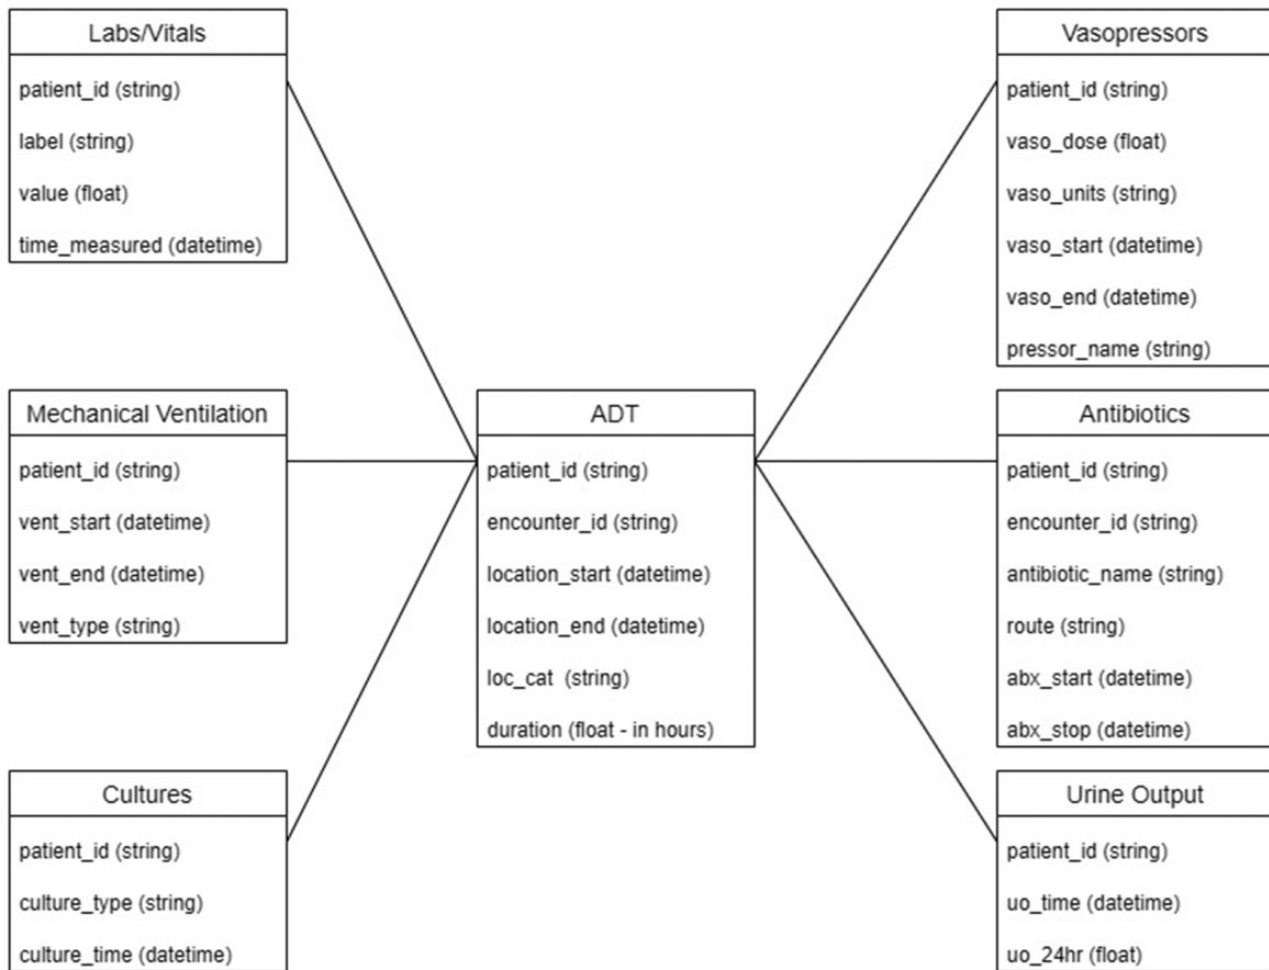 Labs/Vitals
patient_id (string)
label (string)
value (float)
time_measured (datetime)
Vasopressors
patient_id (string)
vaso_dose (float)
vaso_units (string)
vaso_start (datetime)
vaso_end (datetime)
pressor_name (string)
Mechanical Ventilation
patient_id (string)
vent_start (datetime)
vent_end (datetime)
vent_type (string)
ADT
patient_id (string)
encounter_id (string)
location_start (datetime)
location_end (datetime)
loc_cat (string)
duration (float - in hours)
Antibiotics
patient_id (string)
encounter_id (string)
antibiotic_name (string)
route (string)
abx_start (datetime)
abx_stop (datetime)
Cultures
patient_id (string)
culture_type (string)
culture_time (datetime)
Urine Output
patient_id (string)
uo_time (datetime)
uo_24hr (float)